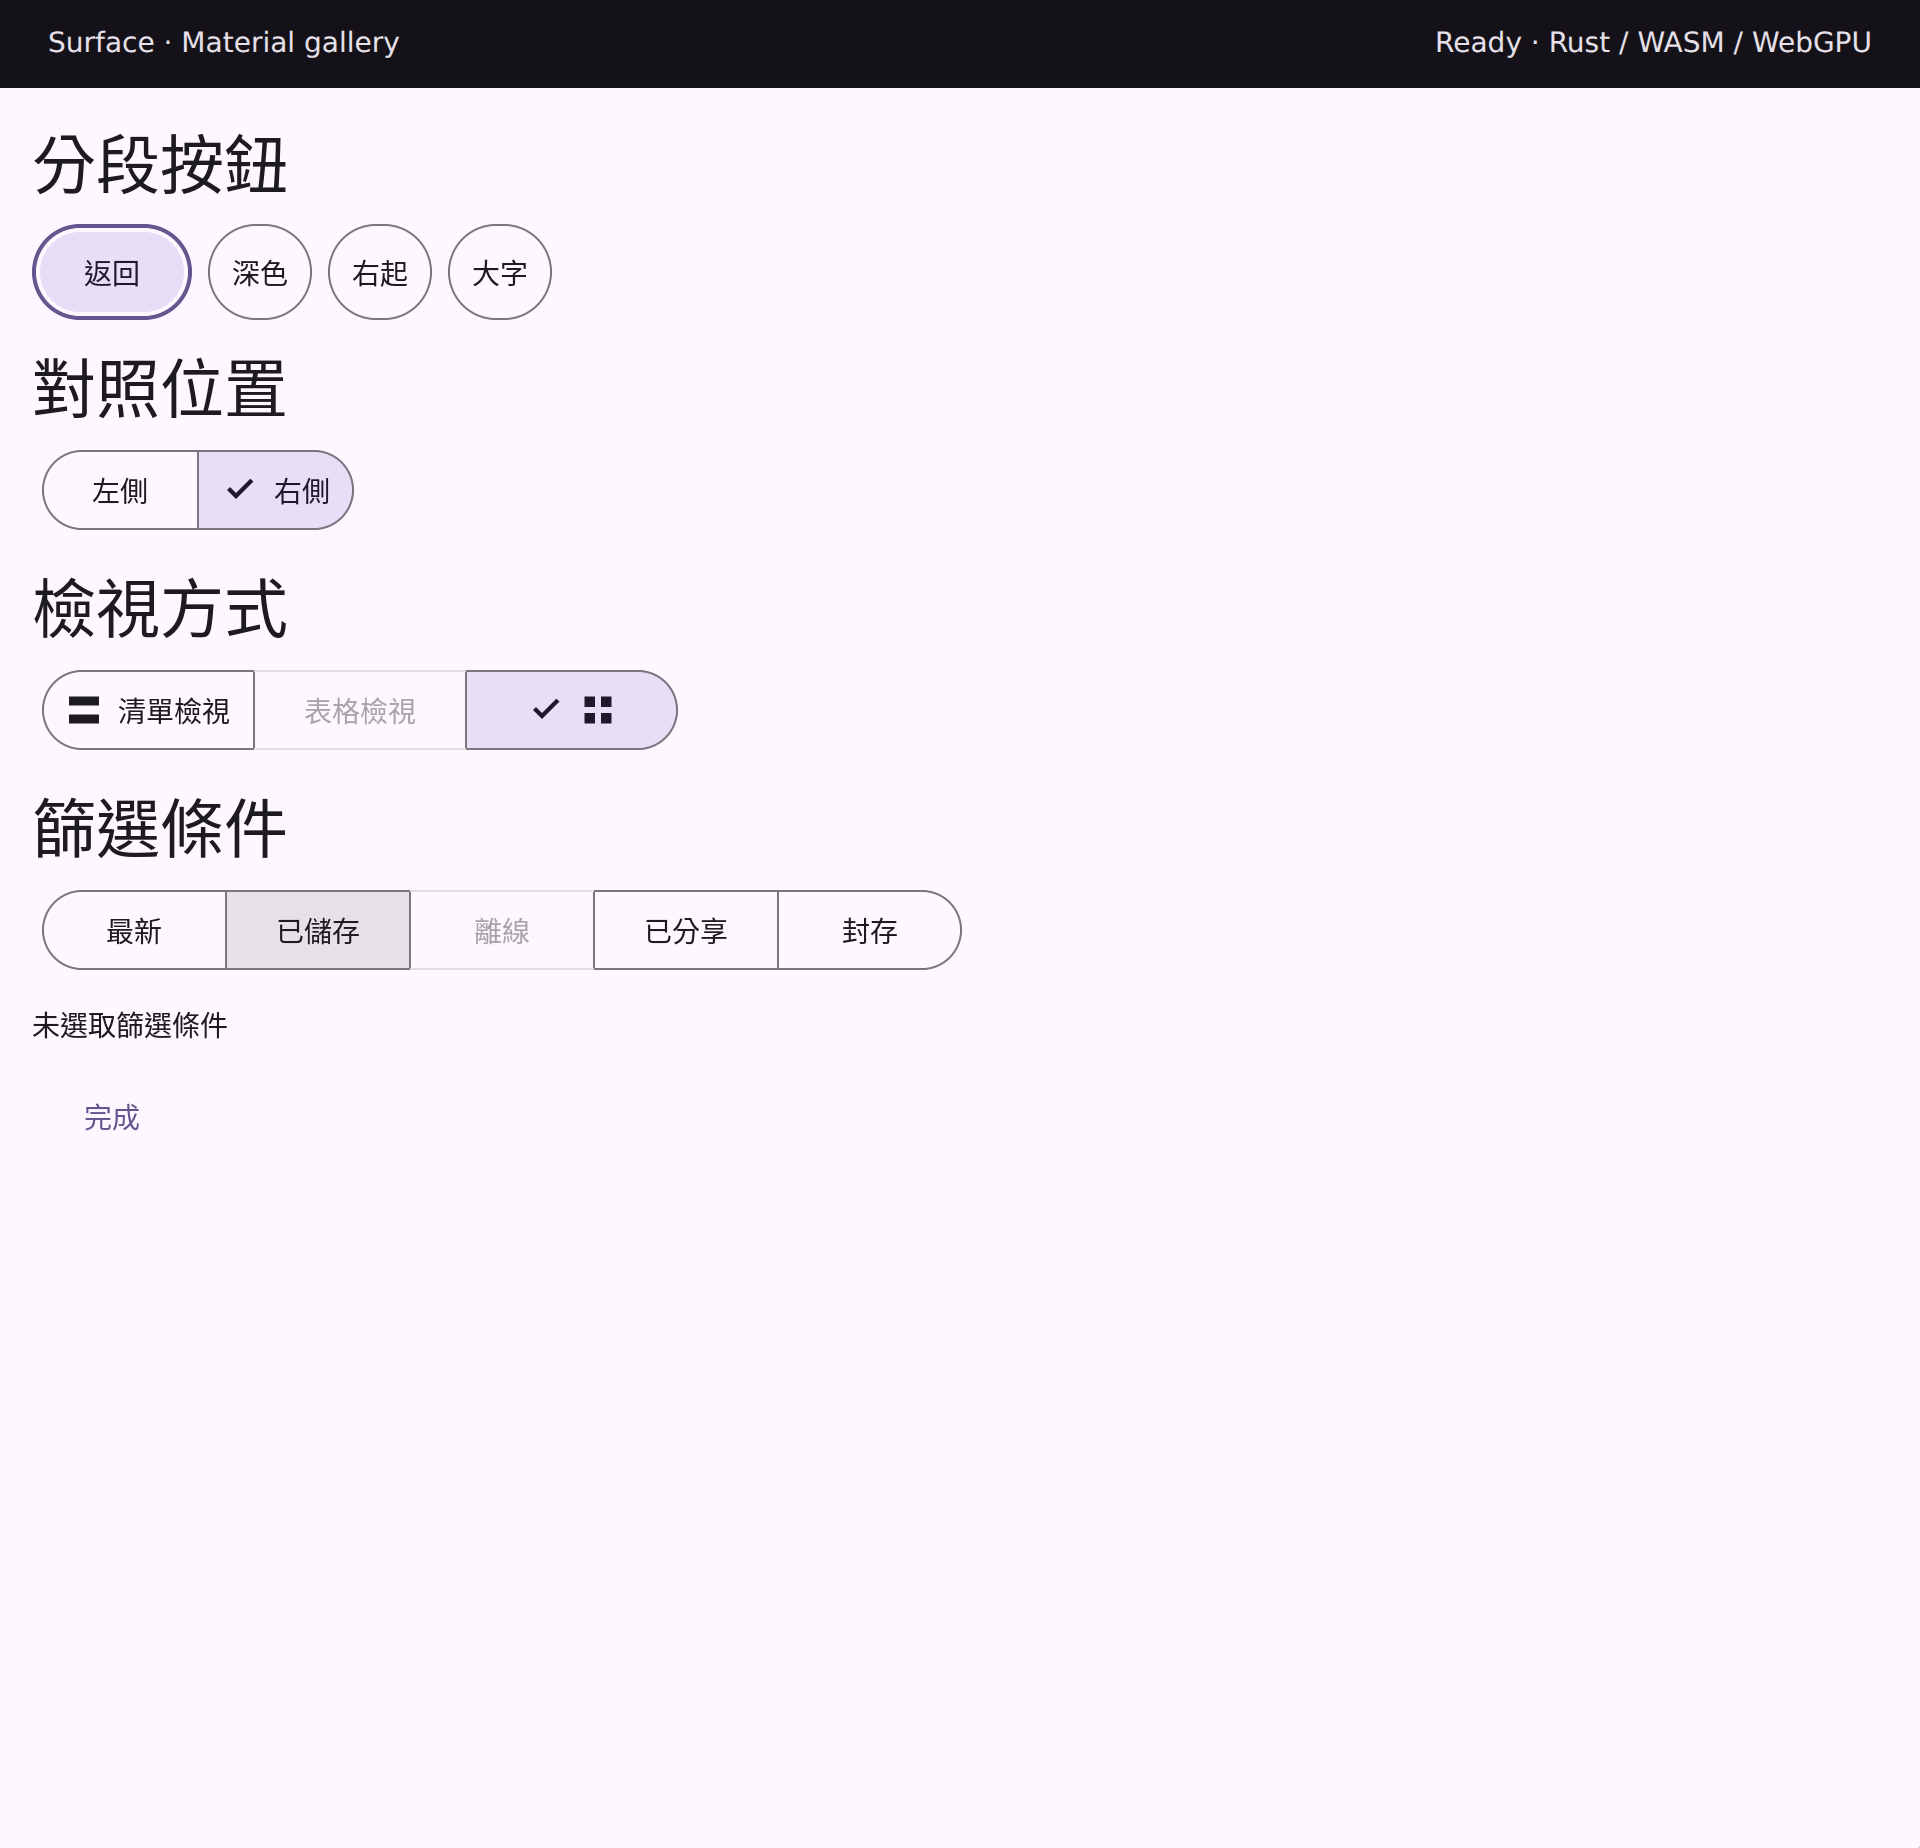 Surface · Material gallery
Ready · Rust / WASM / WebGPU
分段按鈕
返回 深色 右起 大字
對照位置
左側 右側
檢視方式
清單檢視 表格檢視
篩選條件
最新 已儲存 離線 已分享 封存
未選取篩選條件
完成